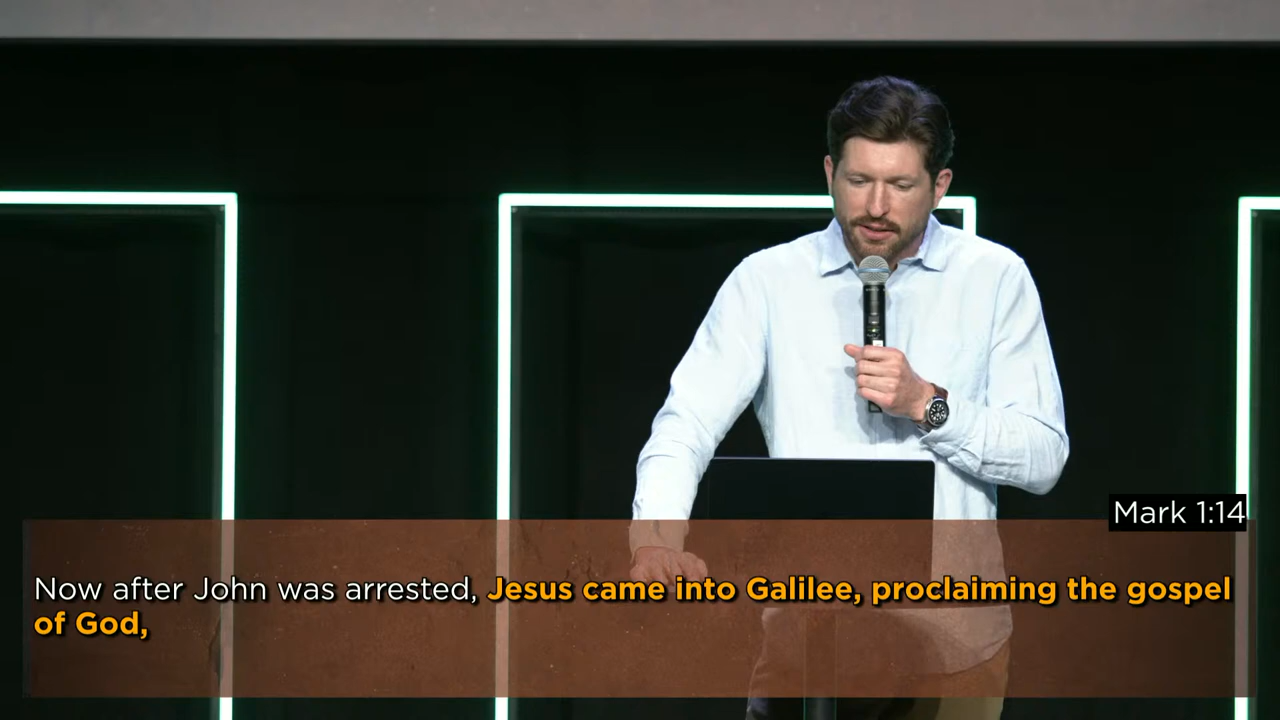 Mark 1:14
Now after John was arrested, Jesus came into Galilee, proclaiming the gospel
of God,